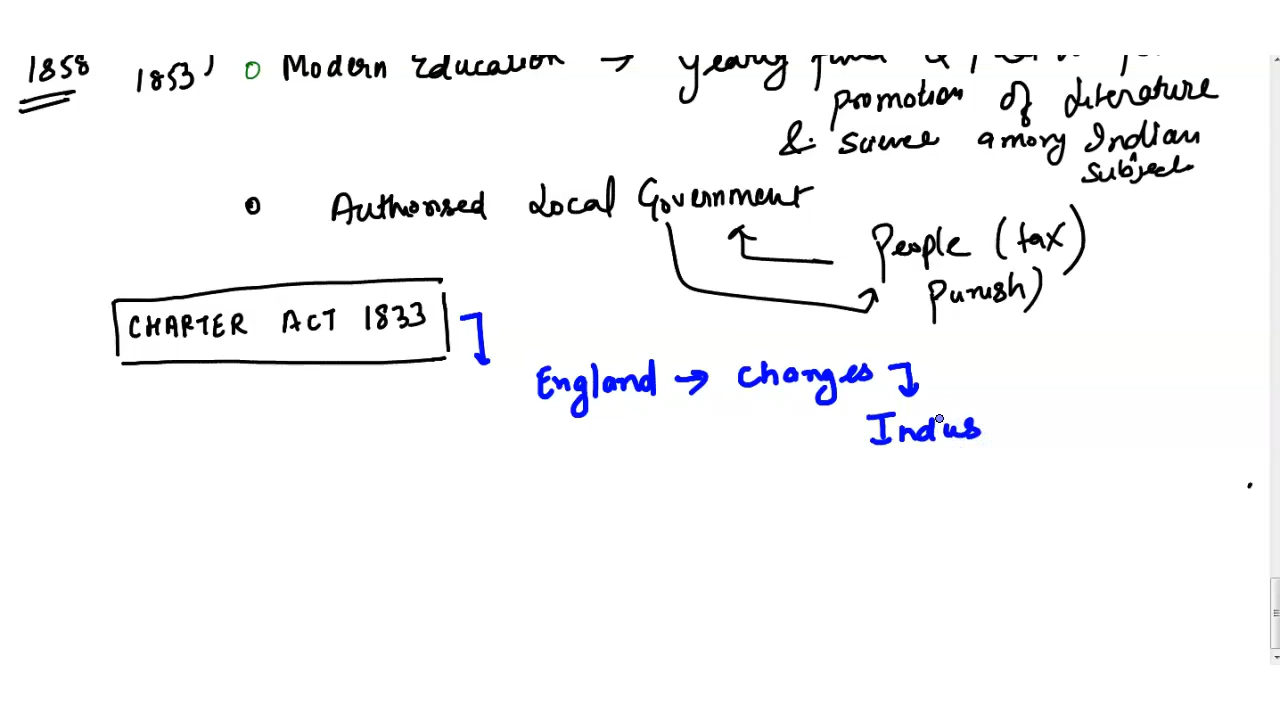 1858 1853 Modern Education → yearly
promotion of Literature
& Science among Indian
subjects
Authorised Local Government
People (tax)
Punish)
CHARTER ACT 1833
England → changes
Indus